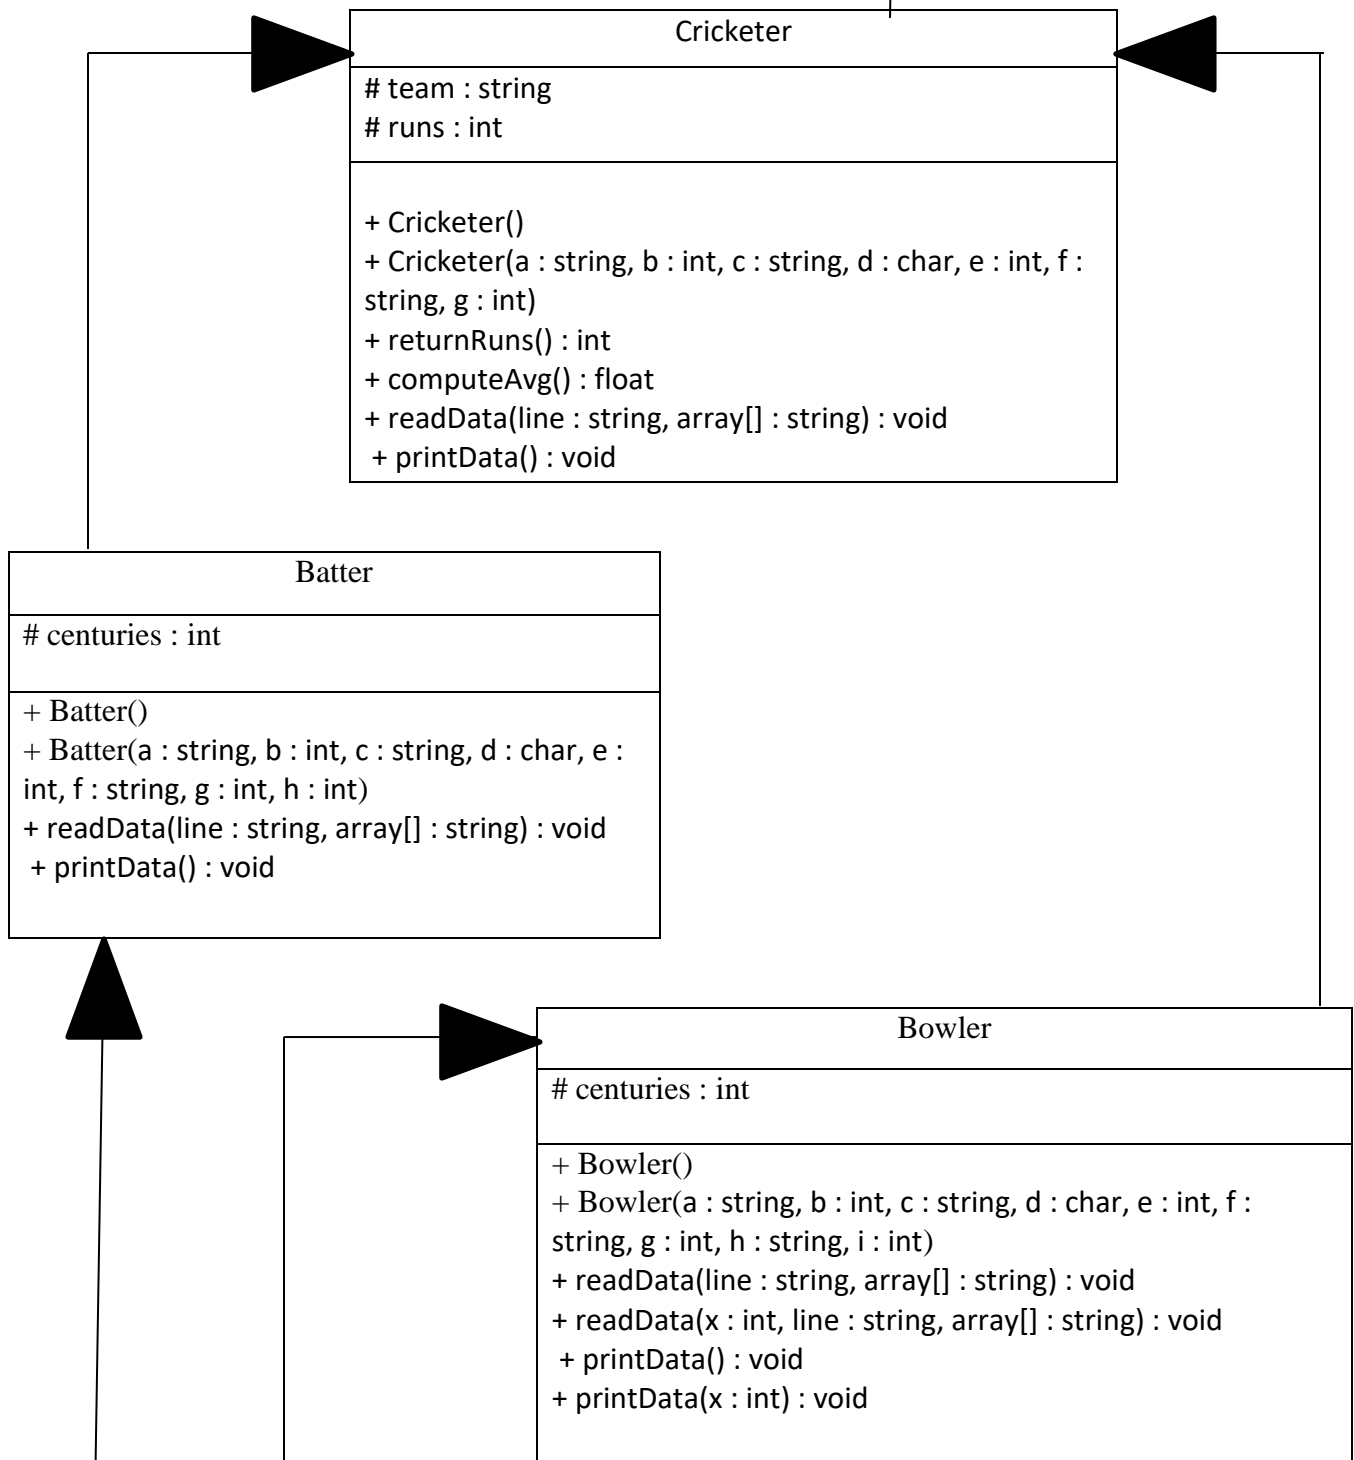 Cricketer
# team : string
# runs : int
+ Cricketer()
+ Cricketer(a : string, b : int, c : string, d : char, e : int, f :
string, g : int)
+ returnRuns() : int
+ computeAvg() : float
+ readData(line : string, array[] : string) : void
+ printData() : void
Batter
# centuries : int
+ Batter()
+ Batter(a : string, b : int, c : string, d : char, e :
int, f : string, g : int, h : int)
+ readData(line : string, array[] : string) : void
+ printData() : void
Bowler
# centuries : int
+ Bowler()
+ Bowler(a : string, b : int, c : string, d : char, e : int, f :
string, g : int, h : string, i : int)
+ readData(line : string, array[] : string) : void
+ readData(x : int, line : string, array[] : string) : void
+ printData() : void
+ printData(x : int) : void